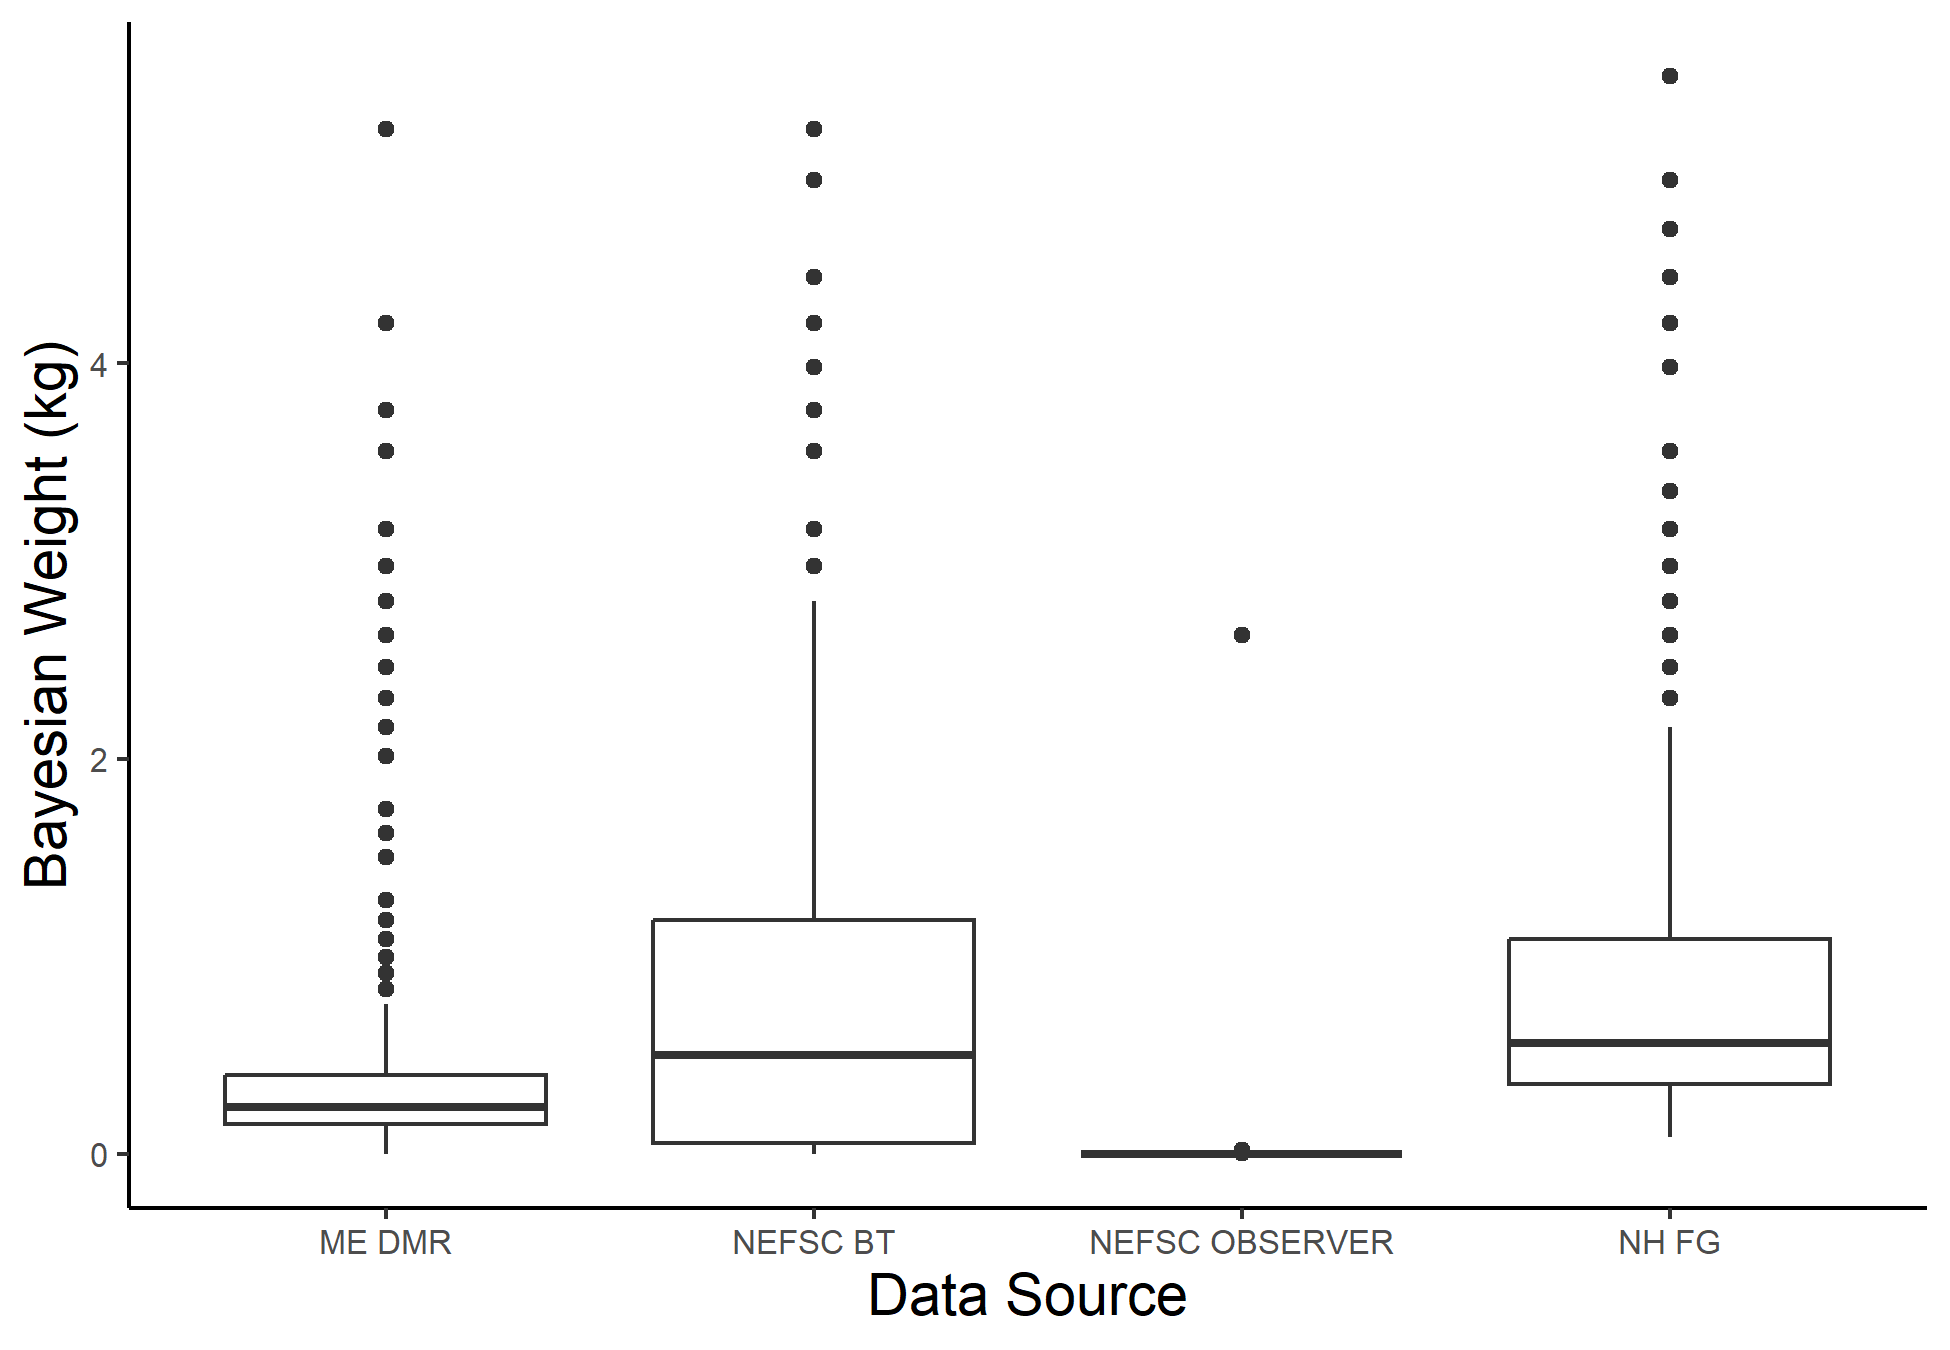 Bayesian Weight (kg)
4
2
0
ME DMR
NEFSC BT
NEFSC OBSERVER
NH FG
Data Source